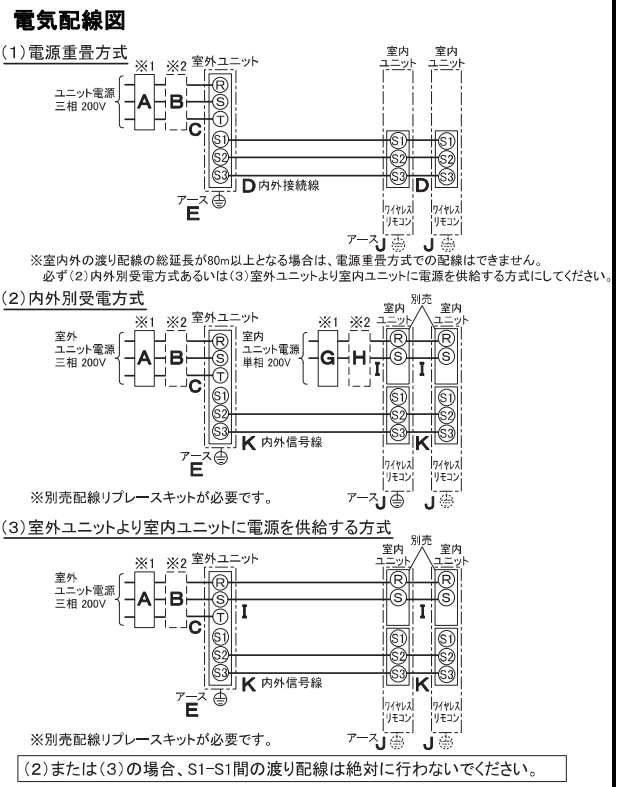 電気配線図
(1)電源重畳方式
※1 ※2 室外ユニット 室内ユニット 室内ユニット
ユニット電源
三相 200V
A B C
R
S
T
S1 S1 S1
S2 S2 S2
S3 S3 S3
D 内外接続線 D
アース
E
ワイヤレスリモコン ワイヤレスリモコン
アース J J
※室内外の渡り配線の総延長が80m以上となる場合は、電源重畳方式での配線はできません。
必ず(2)内外別受電方式あるいは(3)室外ユニットより室内ユニットに電源を供給する方式にしてください。
(2)内外別受電方式
別売
※1 ※2 室外ユニット ※1 ※2 室内ユニット 室内ユニット
室外
ユニット電源
三相 200V
A B C
室内
ユニット電源
単相 200V
G H I I
R R R
S S S
T
S1 S1 S1
S2 S2 S2
S3 S3 S3
K 内外信号線 K
アース
E
ワイヤレスリモコン ワイヤレスリモコン
※別売配線リプレースキットが必要です。
アース J J
(3)室外ユニットより室内ユニットに電源を供給する方式
別売
※1 ※2 室外ユニット 室内ユニット 室内ユニット
室外
ユニット電源
三相 200V
A B C
R R R
S S S
T I I
S1 S1 S1
S2 S2 S2
S3 S3 S3
K 内外信号線 K
アース
E
ワイヤレスリモコン ワイヤレスリモコン
※別売配線リプレースキットが必要です。
アース J J
(2)または(3)の場合、S1-S1間の渡り配線は絶対に行わないでください。